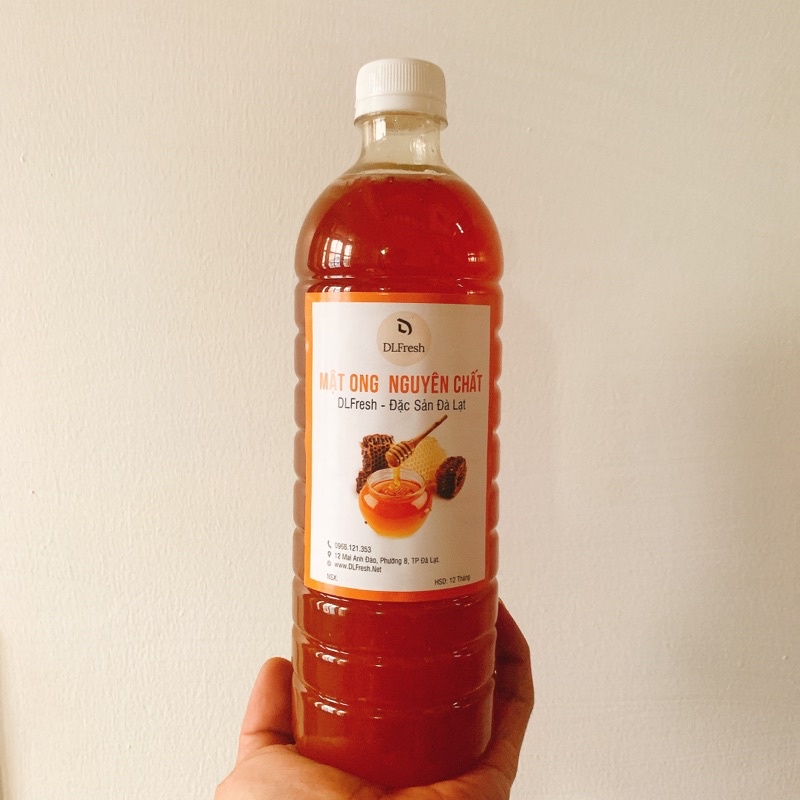 DLFresh
MẬT ONG NGUYÊN CHẤT
DLFresh - Đặc Sản Đà Lạt
0966.121.353
12 Mai Anh Đào, Phường 8, TP Đà Lạt.
www.DLFresh.Net
NSX: HSD: 12 Tháng